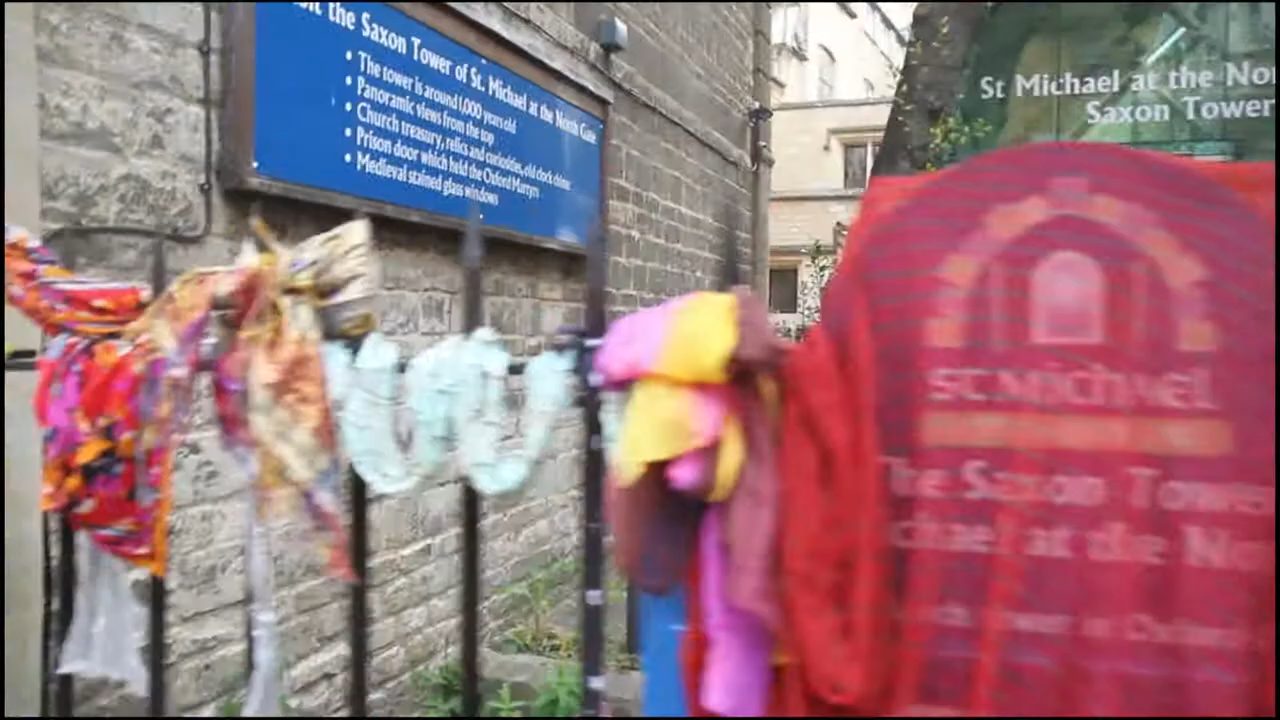 the Saxon Tower of St. Michael at the North Gate
• The tower is around 1,000 years old
• Panoramic views from the top
• Church treasury, relics and curiosities, old clock chime
• Prison door which held the Oxford Martyrs
• Medieval stained glass windows
St Michael at the Nor
Saxon Tower
st. Michael
The Saxon Tower
chael at the No